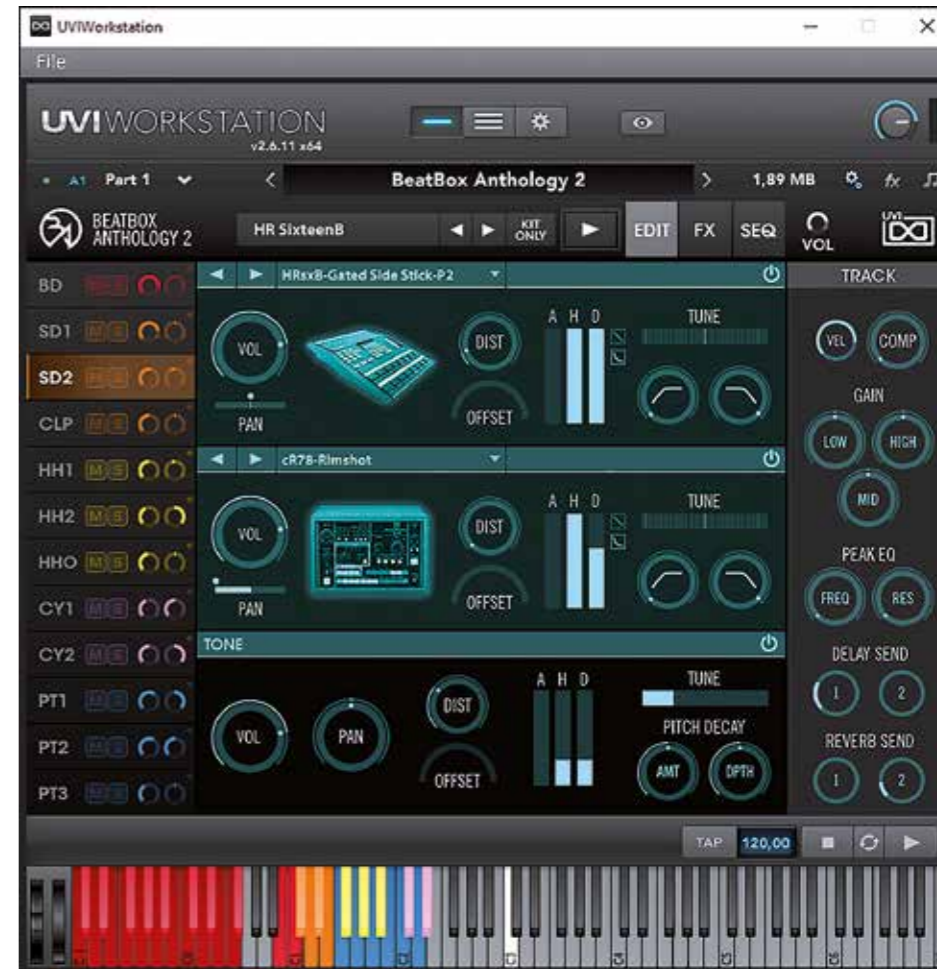 UVIWorkstation
File
UVIWORKSTATION
v2.6.11 x64
A1 Part 1 BeatBox Anthology 2 1,89 MB fx
BEATBOX
ANTHOLOGY 2
HR SixteenB KIT ONLY EDIT FX SEQ VOL UVI
BD M S
SD1 M S
SD2 M S
CLP M S
HH1 M S
HH2 M S
HHO M S
CY1 M S
CY2 M S
PT1 M S
PT2 M S
PT3 M S
HRsxB-Gated Side Stick-P2
VOL PAN DIST OFFSET A H D TUNE
cR78-Rimshot
VOL PAN DIST OFFSET A H D TUNE
TONE
VOL PAN DIST OFFSET A H D TUNE
PITCH DECAY
AMT DPTH
TRACK
VEL COMP
GAIN
LOW HIGH
MID
PEAK EQ
FREQ RES
DELAY SEND
1 2
REVERB SEND
1 2
TAP 120,00